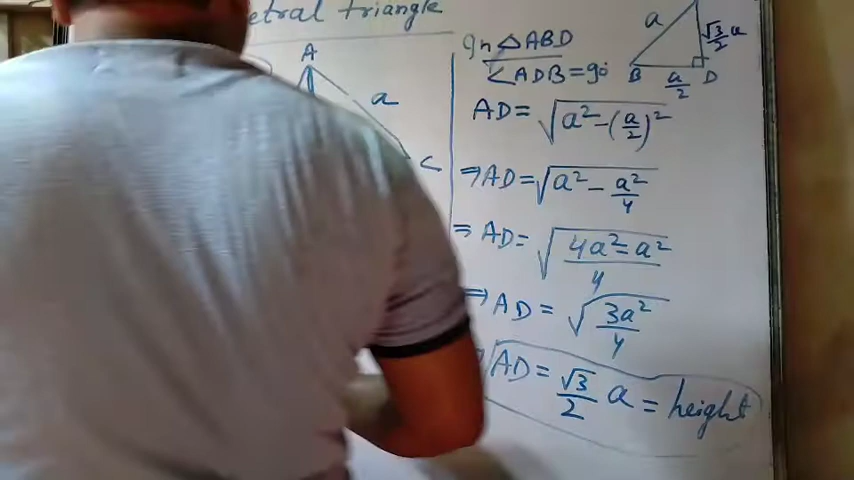 etral triangle
A
a
C
In △ABD
∠ADB=90
a
√3/2 a
B
a/2
D
AD= √(a²-(a/2)²)
⇒ AD= √(a²- a²/4)
⇒ AD= √((4a²-a²)/4)
⇒ AD = √(3a²/4)
⇒ AD = √3/2 a = height